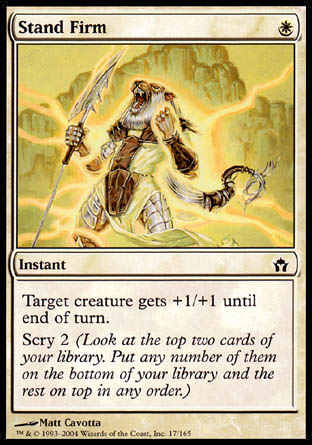 Stand Firm
Instant
Target creature gets +1/+1 until
end of turn.
Scry 2 (Look at the top two cards of
your library. Put any number of them
on the bottom of your library and the
rest on top in any order.)
Matt Cavotta
™ & © 1993–2004 Wizards of the Coast, Inc. 17/165